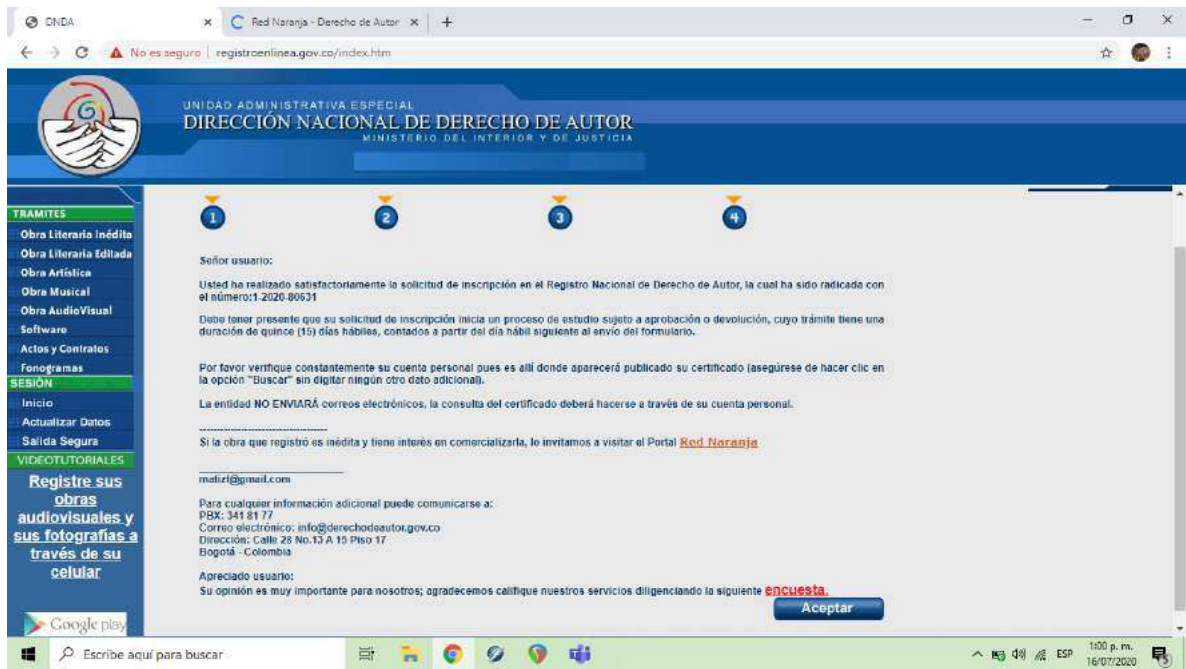 DNDA
Red Naranja - Derecho de Autor
No es seguro
registroenlinea.gov.co/index.htm
UNIDAD ADMINISTRATIVA ESPECIAL
DIRECCIÓN NACIONAL DE DERECHO DE AUTOR
MINISTERIO DEL INTERIOR Y DE JUSTICIA
TRAMITES
Obra Literaria Inédita
Obra Literaria Editada
Obra Artística
Obra Musical
Obra AudioVisual
Software
Actos y Contratos
Fonogramas
SESIÓN
Inicio
Actualizar Datos
Salida Segura
VIDEOTUTORIALES
Registre sus
obras
audiovisuales y
sus fotografías a
través de su
celular
Google play
1 2 3 4
Señor usuario:
Usted ha realizado satisfactoriamente la solicitud de inscripción en el Registro Nacional de Derecho de Autor, la cual ha sido radicada con
el número:1-2020-80631
Debe tener presente que su solicitud de inscripción inicia un proceso de estudio sujeto a aprobación o devolución, cuyo trámite tiene una
duración de quince (15) días hábiles, contados a partir del día hábil siguiente al envío del formulario.
Por favor verifique constantemente su cuenta personal pues es allí donde aparecerá publicado su certificado (asegúrese de hacer clic en
la opción "Buscar" sin digitar ningún otro dato adicional).
La entidad NO ENVIARÁ correos electrónicos, la consulta del certificado deberá hacerse a través de su cuenta personal.
Si la obra que registró es inédita y tiene interés en comercializarla, lo invitamos a visitar el Portal Red Naranja
matizl@gmail.com
Para cualquier información adicional puede comunicarse a:
PBX: 341 81 77
Correo electrónico: info@derechodeautor.gov.co
Dirección: Calle 28 No.13 A 15 Piso 17
Bogotá - Colombia
Apreciado usuario:
Su opinión es muy importante para nosotros; agradecemos califique nuestros servicios diligenciando la siguiente encuesta.
Aceptar
Escribe aquí para buscar
ESP
1:00 p. m.
16/07/2020